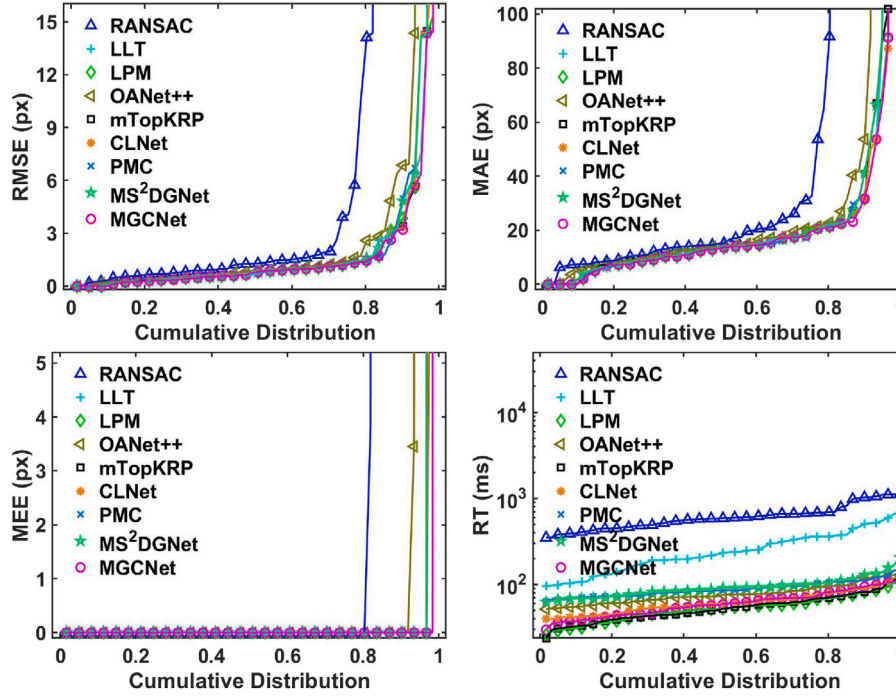 RMSE (px)
15
12
9
6
3
0
RANSAC
LLT
LPM
OANet++
mTopKRP
CLNet
PMC
MS²DGNet
MGCNet
0 0.2 0.4 0.6 0.8 1
Cumulative Distribution
MAE (px)
100
80
60
40
20
0
RANSAC
LLT
LPM
OANet++
mTopKRP
CLNet
PMC
MS²DGNet
MGCNet
0 0.2 0.4 0.6 0.8
Cumulative Distribution
MEE (px)
5
4
3
2
1
0
RANSAC
LLT
LPM
OANet++
mTopKRP
CLNet
PMC
MS²DGNet
MGCNet
0 0.2 0.4 0.6 0.8 1
Cumulative Distribution
RT (ms)
10⁴
10³
10²
RANSAC
LLT
LPM
OANet++
mTopKRP
CLNet
PMC
MS²DGNet
MGCNet
0 0.2 0.4 0.6 0.8
Cumulative Distribution